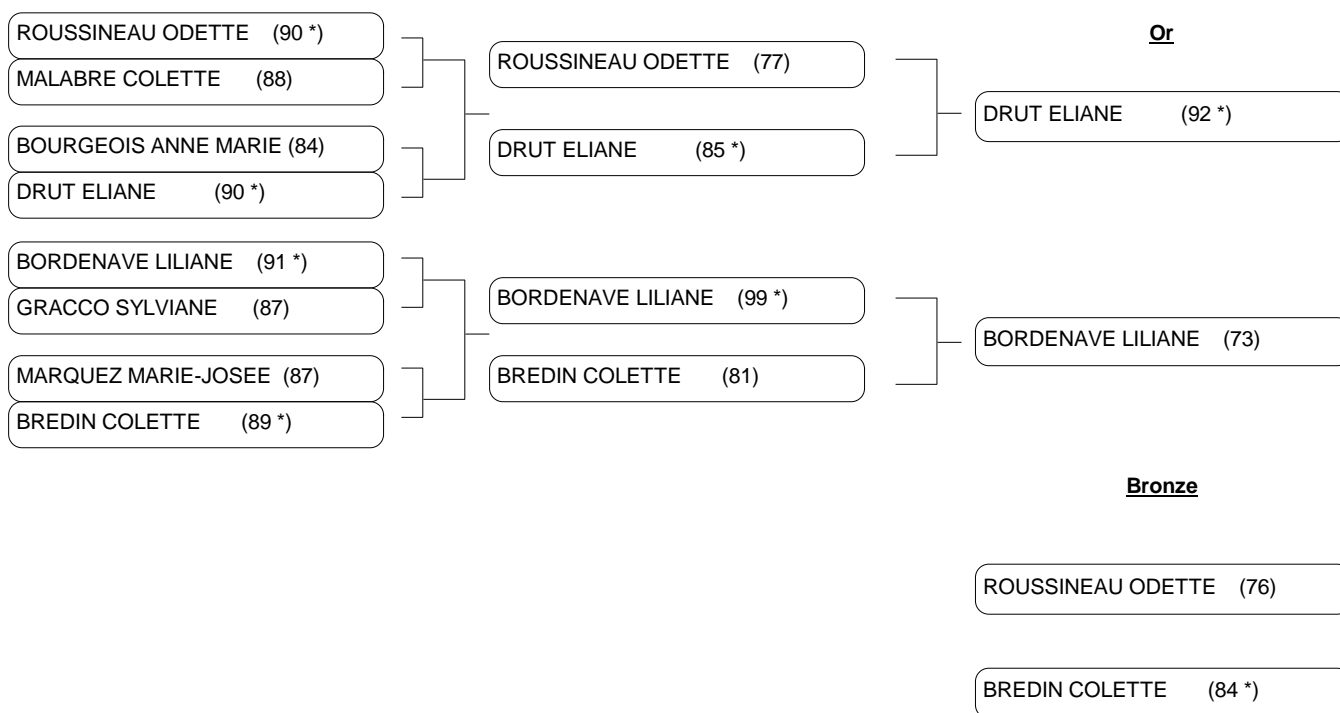 ROUSSINEAU ODETTE (90 *)
MALABRE COLETTE (88)
BOURGEOIS ANNE MARIE (84)
DRUT ELIANE (90 *)
BORDENAVE LILIANE (91 *)
GRACCO SYLVIANE (87)
MARQUEZ MARIE-JOSEE (87)
BREDIN COLETTE (89 *)
ROUSSINEAU ODETTE (77)
DRUT ELIANE (85 *)
BORDENAVE LILIANE (99 *)
BREDIN COLETTE (81)
Or
DRUT ELIANE (92 *)
BORDENAVE LILIANE (73)
Bronze
ROUSSINEAU ODETTE (76)
BREDIN COLETTE (84 *)